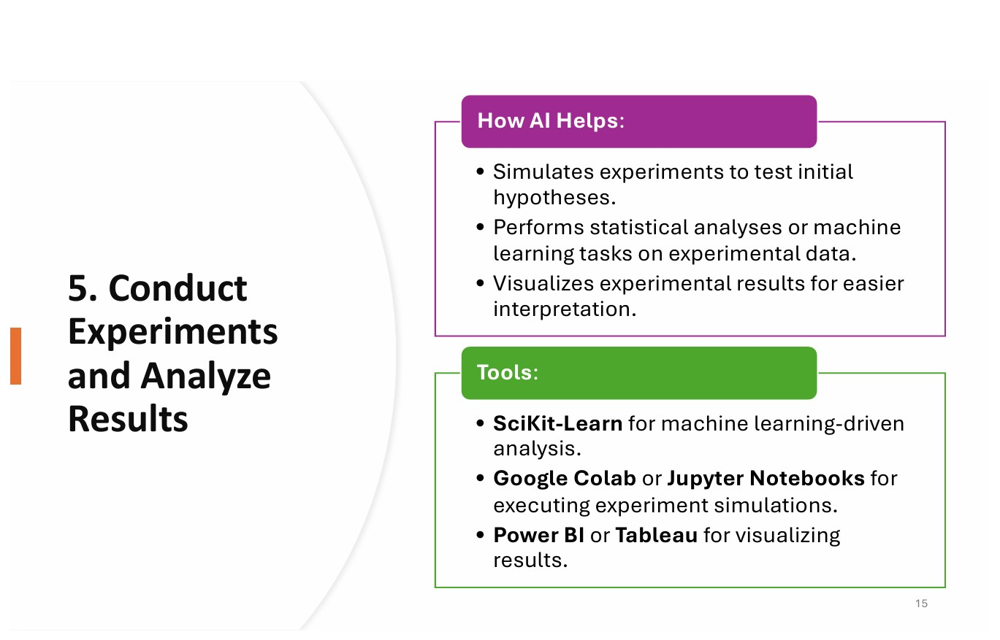 5. Conduct
Experiments
and Analyze
Results
How AI Helps:
• Simulates experiments to test initial
hypotheses.
• Performs statistical analyses or machine
learning tasks on experimental data.
• Visualizes experimental results for easier
interpretation.
Tools:
• SciKit-Learn for machine learning-driven
analysis.
• Google Colab or Jupyter Notebooks for
executing experiment simulations.
• Power BI or Tableau for visualizing
results.
15